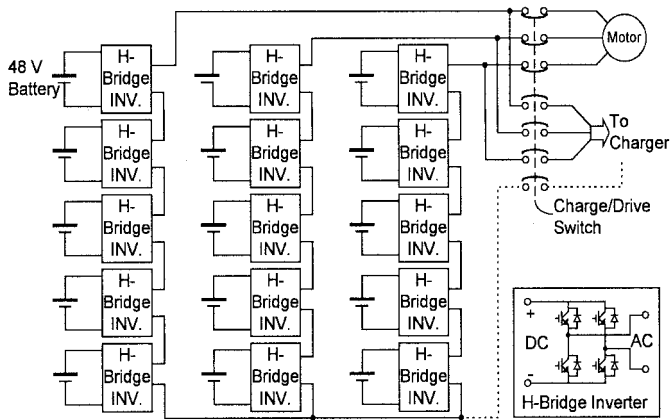 48 V
Battery
H-
Bridge
INV.
H-
Bridge
INV.
H-
Bridge
INV.
Motor
H-
Bridge
INV.
H-
Bridge
INV.
H-
Bridge
INV.
To
Charger
H-
Bridge
INV.
H-
Bridge
INV.
H-
Bridge
INV.
Charge/Drive
Switch
H-
Bridge
INV.
H-
Bridge
INV.
H-
Bridge
INV.
H-
Bridge
INV.
H-
Bridge
INV.
H-
Bridge
INV.
+
DC
AC
-
H-Bridge Inverter